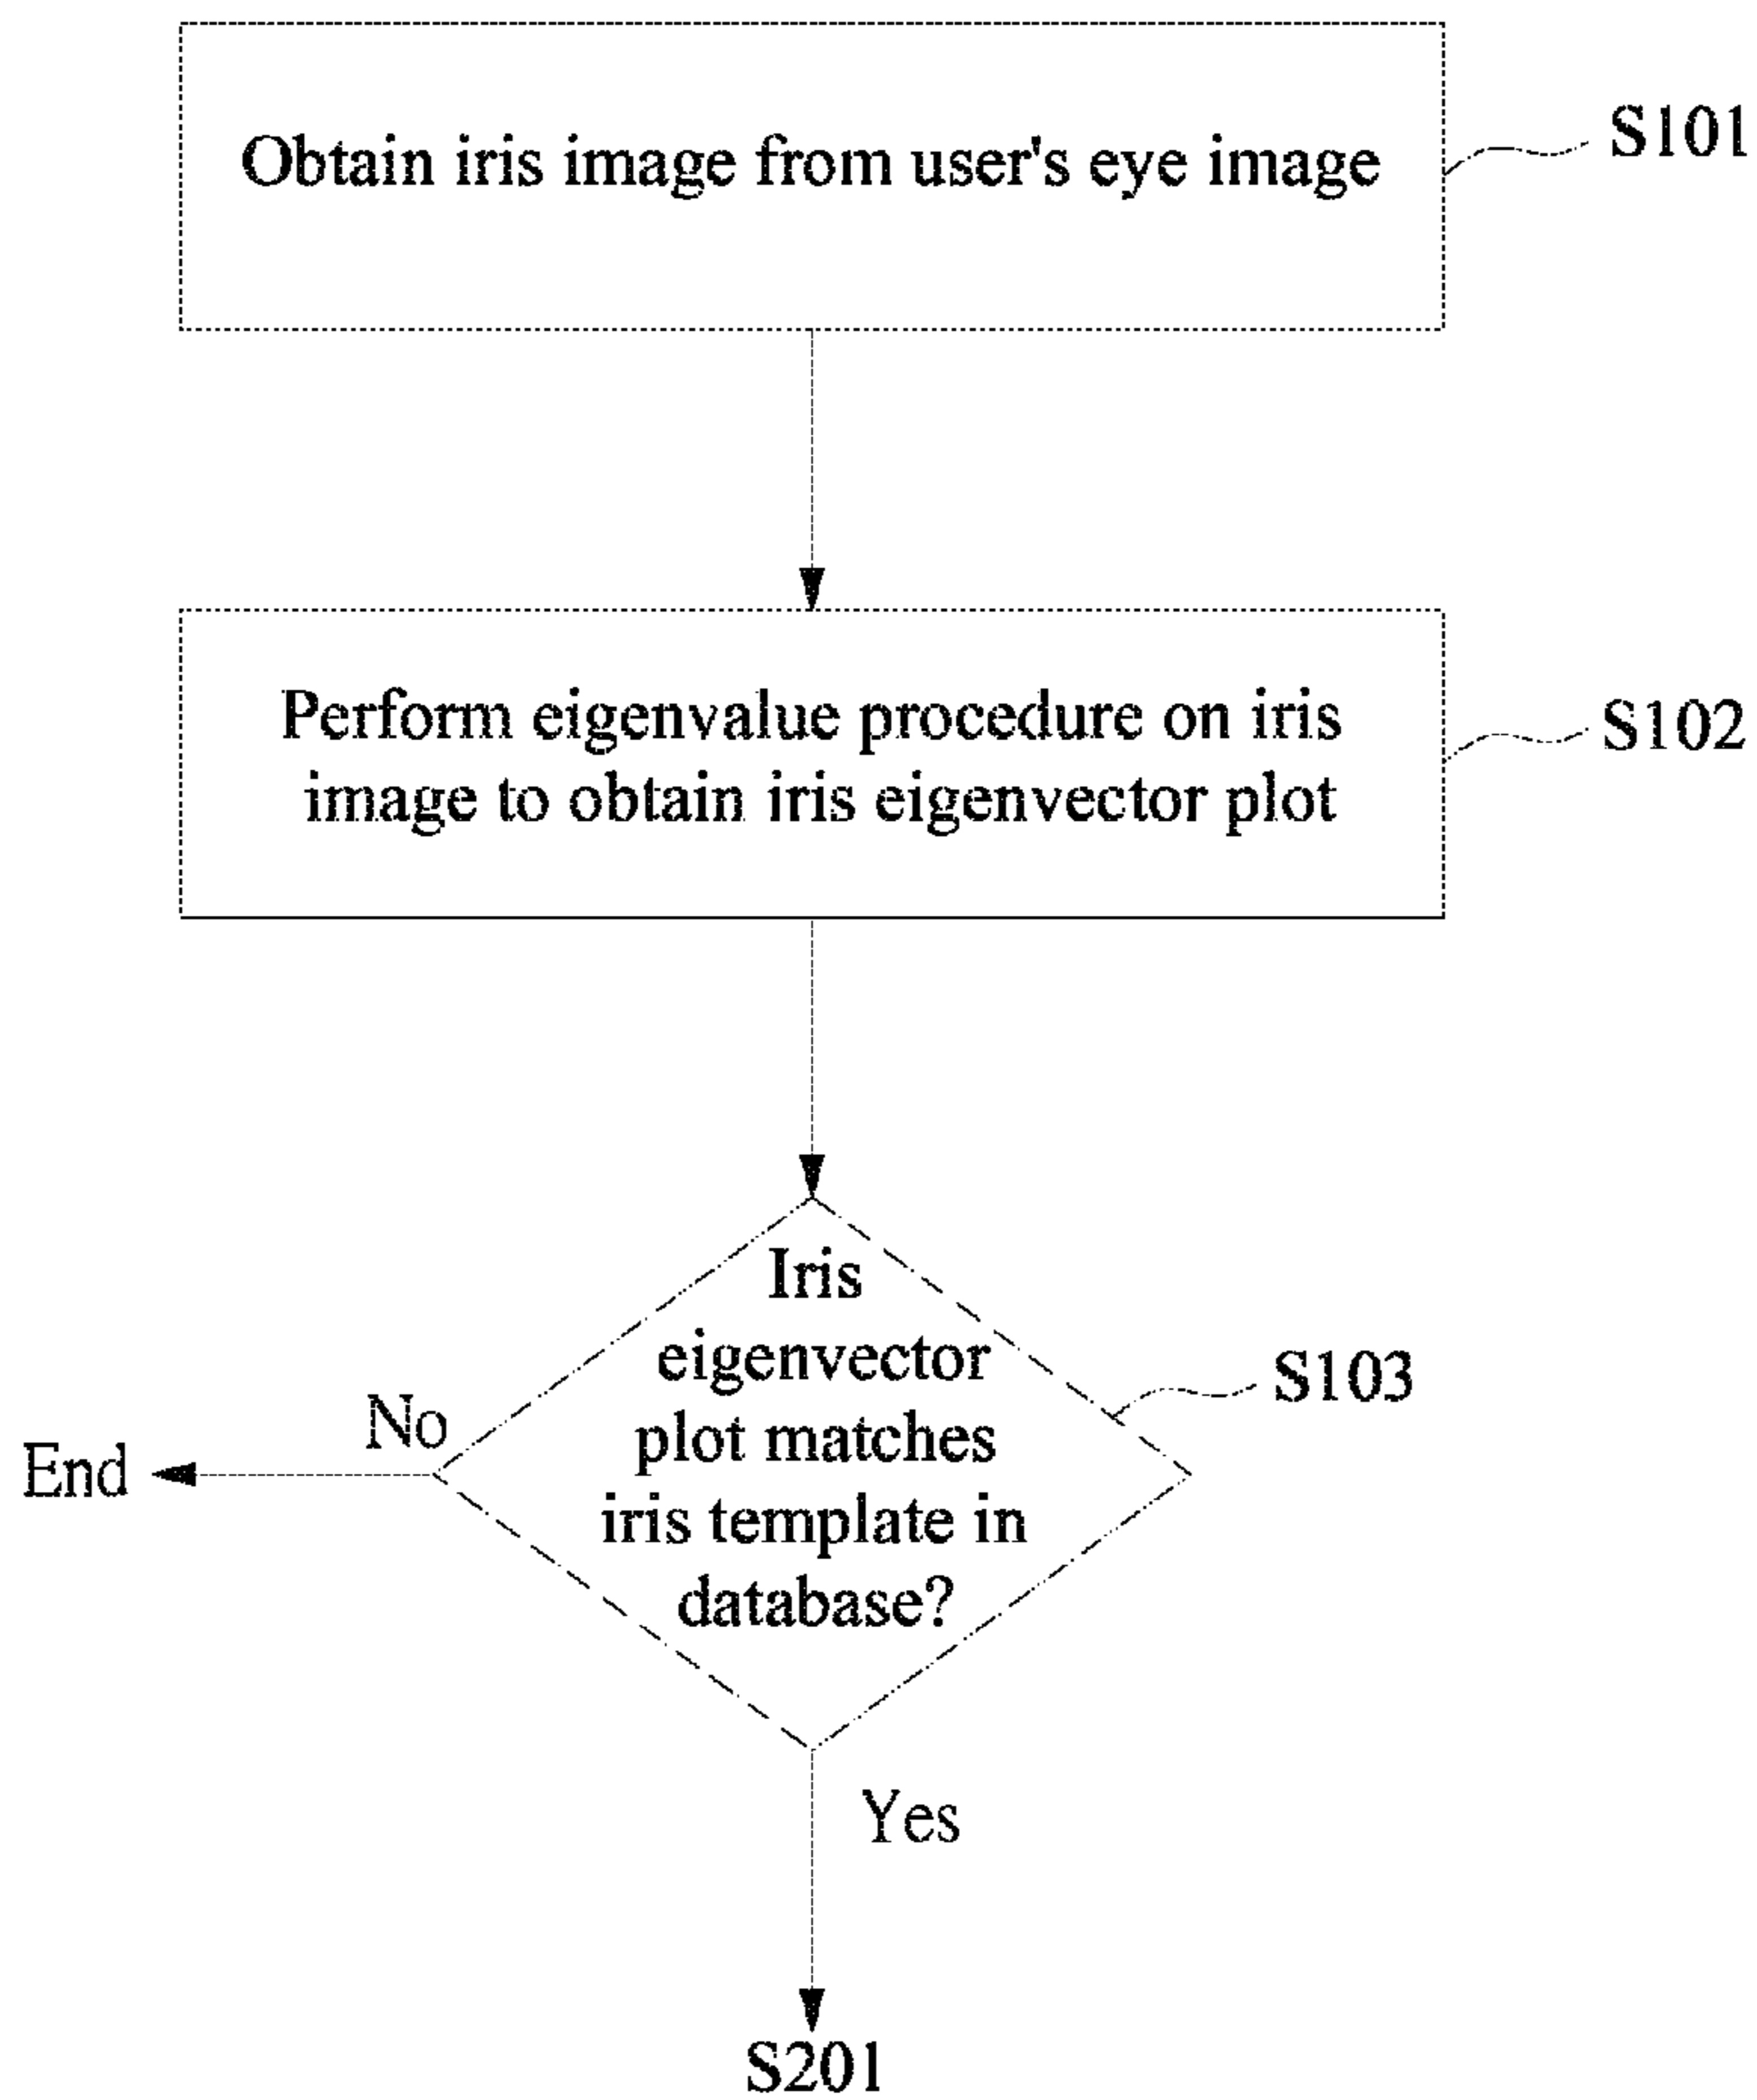 Obtain iris image from user's eye image
S101
Perform eigenvalue procedure on iris
image to obtain iris eigenvector plot
S102
Iris
eigenvector
plot matches
iris template in
database?
S103
No
End
Yes
S201